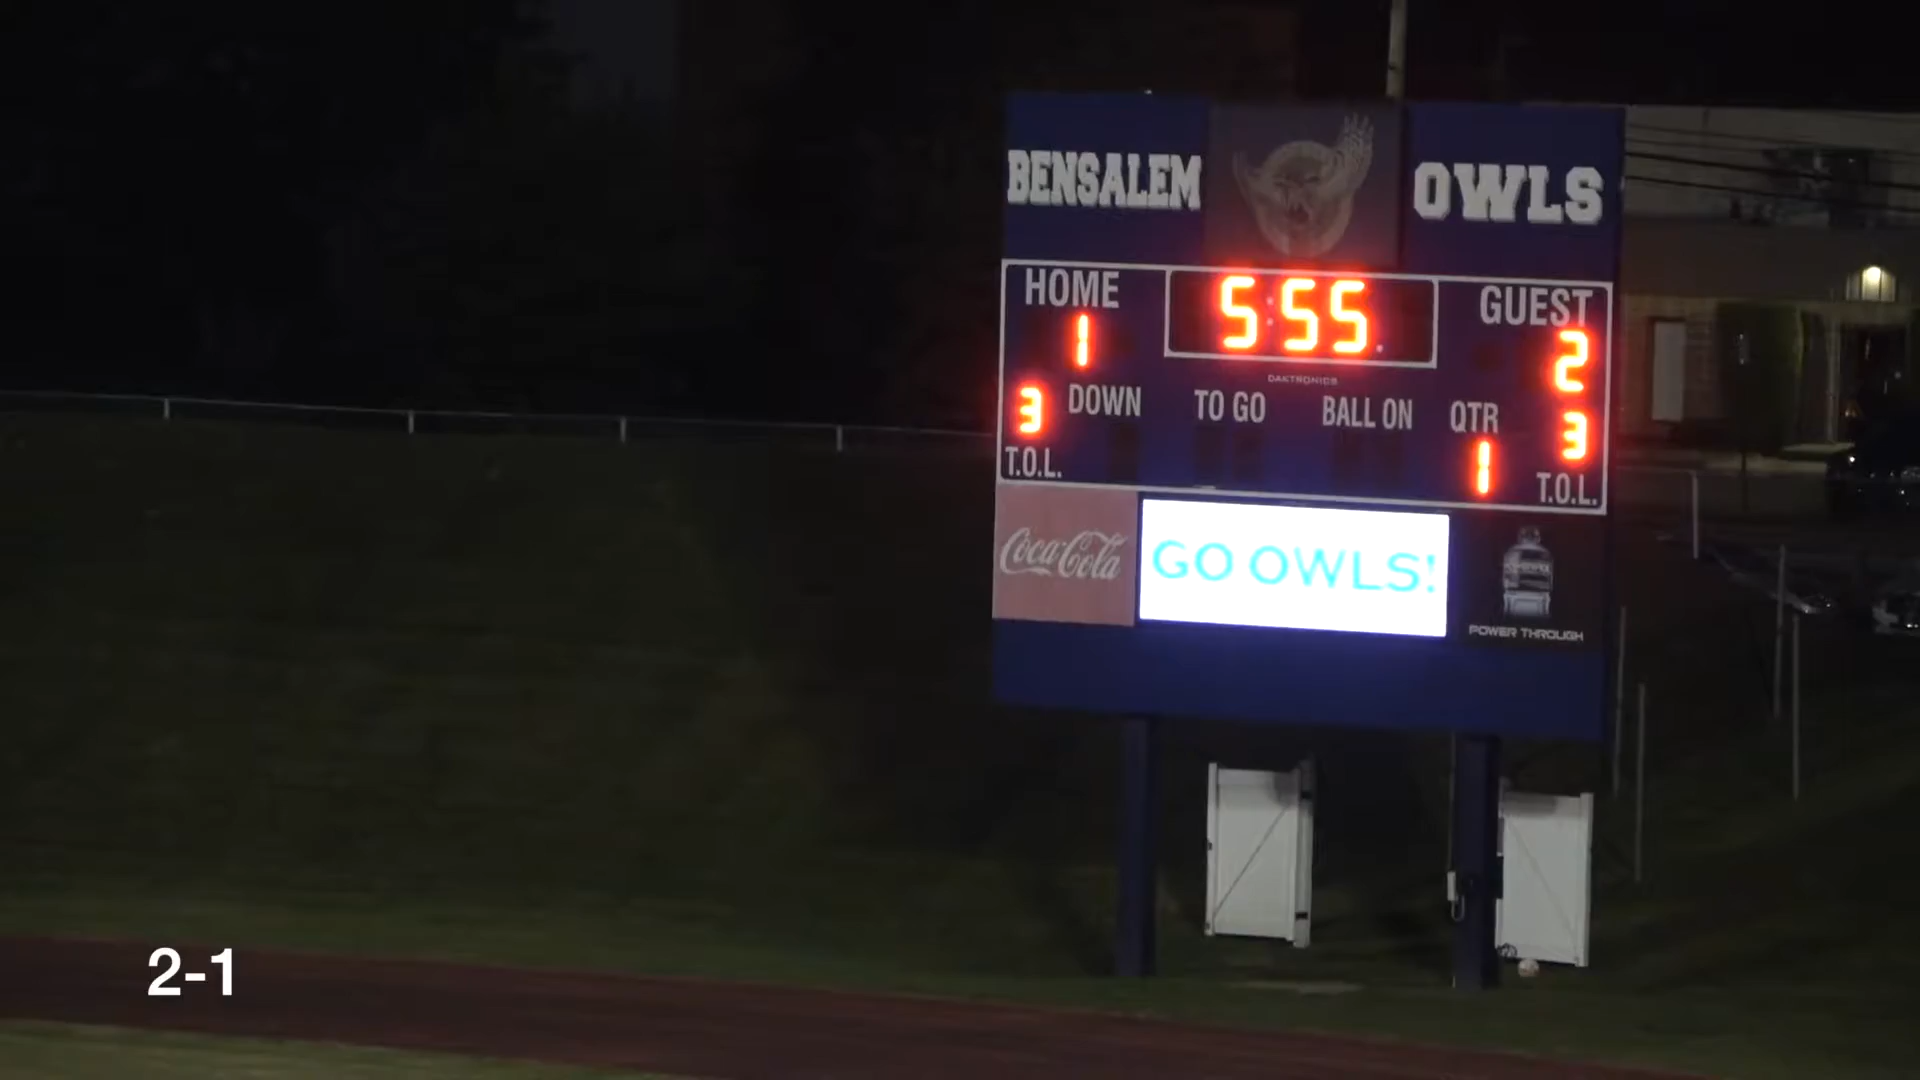 BENSALEM OWLS
HOME 5:55 GUEST
1 2
DAKTRONICS
3 DOWN TO GO BALL ON QTR 3
T.O.L. 1 T.O.L.
Coca-Cola GO OWLS! POWERADE
POWER THROUGH
2-1